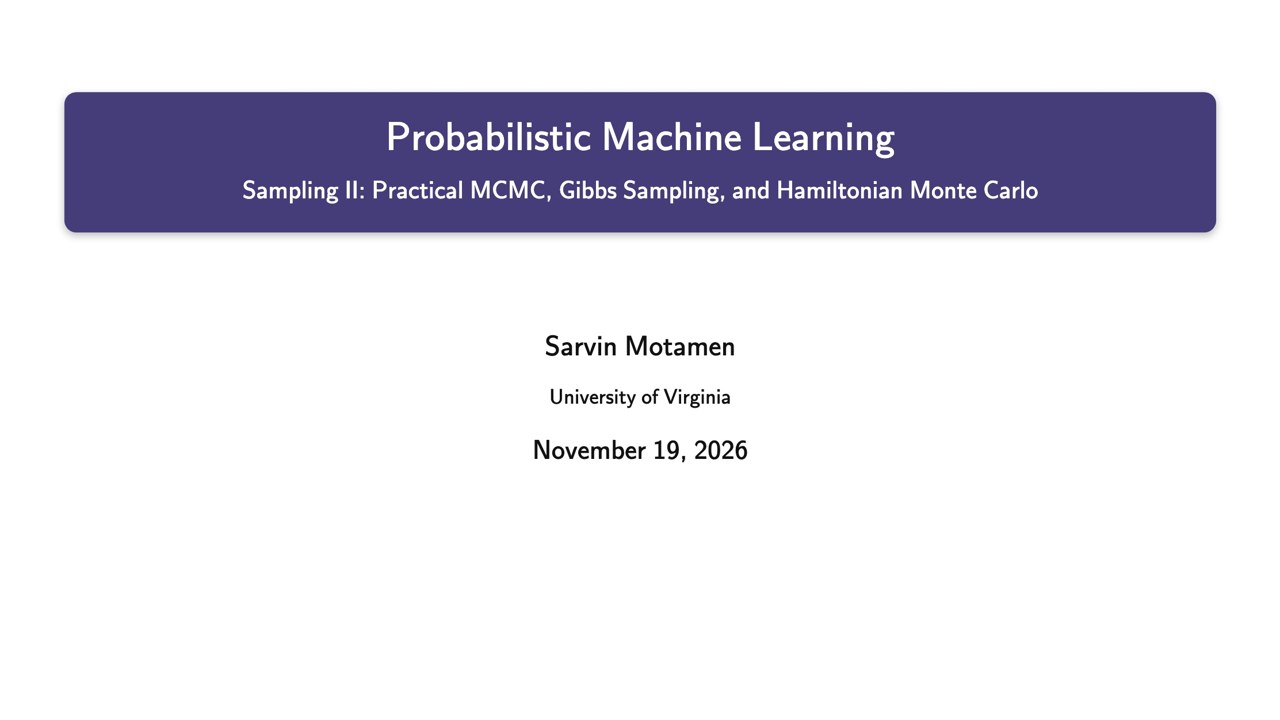 Probabilistic Machine Learning
Sampling II: Practical MCMC, Gibbs Sampling, and Hamiltonian Monte Carlo
Sarvin Motamen
University of Virginia
November 19, 2026